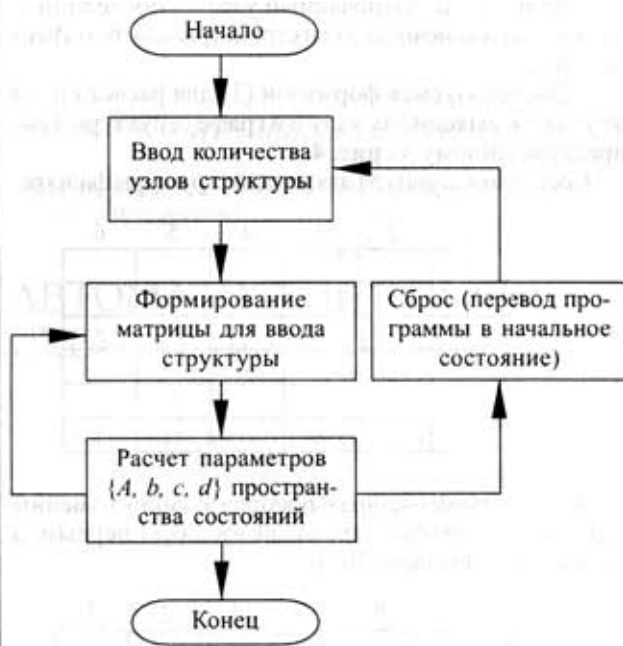 Начало
Ввод количества
узлов структуры
Формирование
матрицы для ввода
структуры
Сброс (перевод про-
граммы в начальное
состояние)
Расчет параметров
{A, b, c, d} простран-
ства состояний
Конец